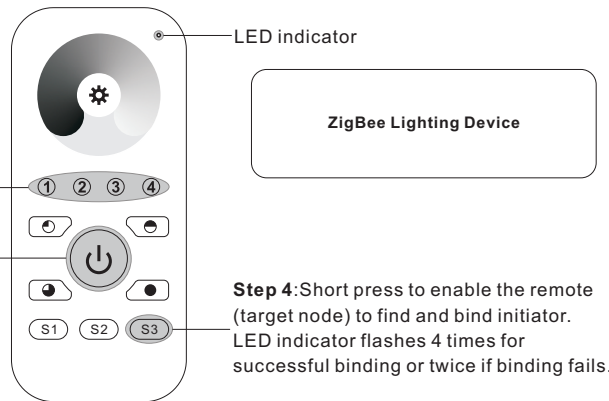 LED indicator
ZigBee Lighting Device
1 2 3 4
S1 S2 S3
Step 4:Short press to enable the remote
(target node) to find and bind initiator.
LED indicator flashes 4 times for
successful binding or twice if binding fails.